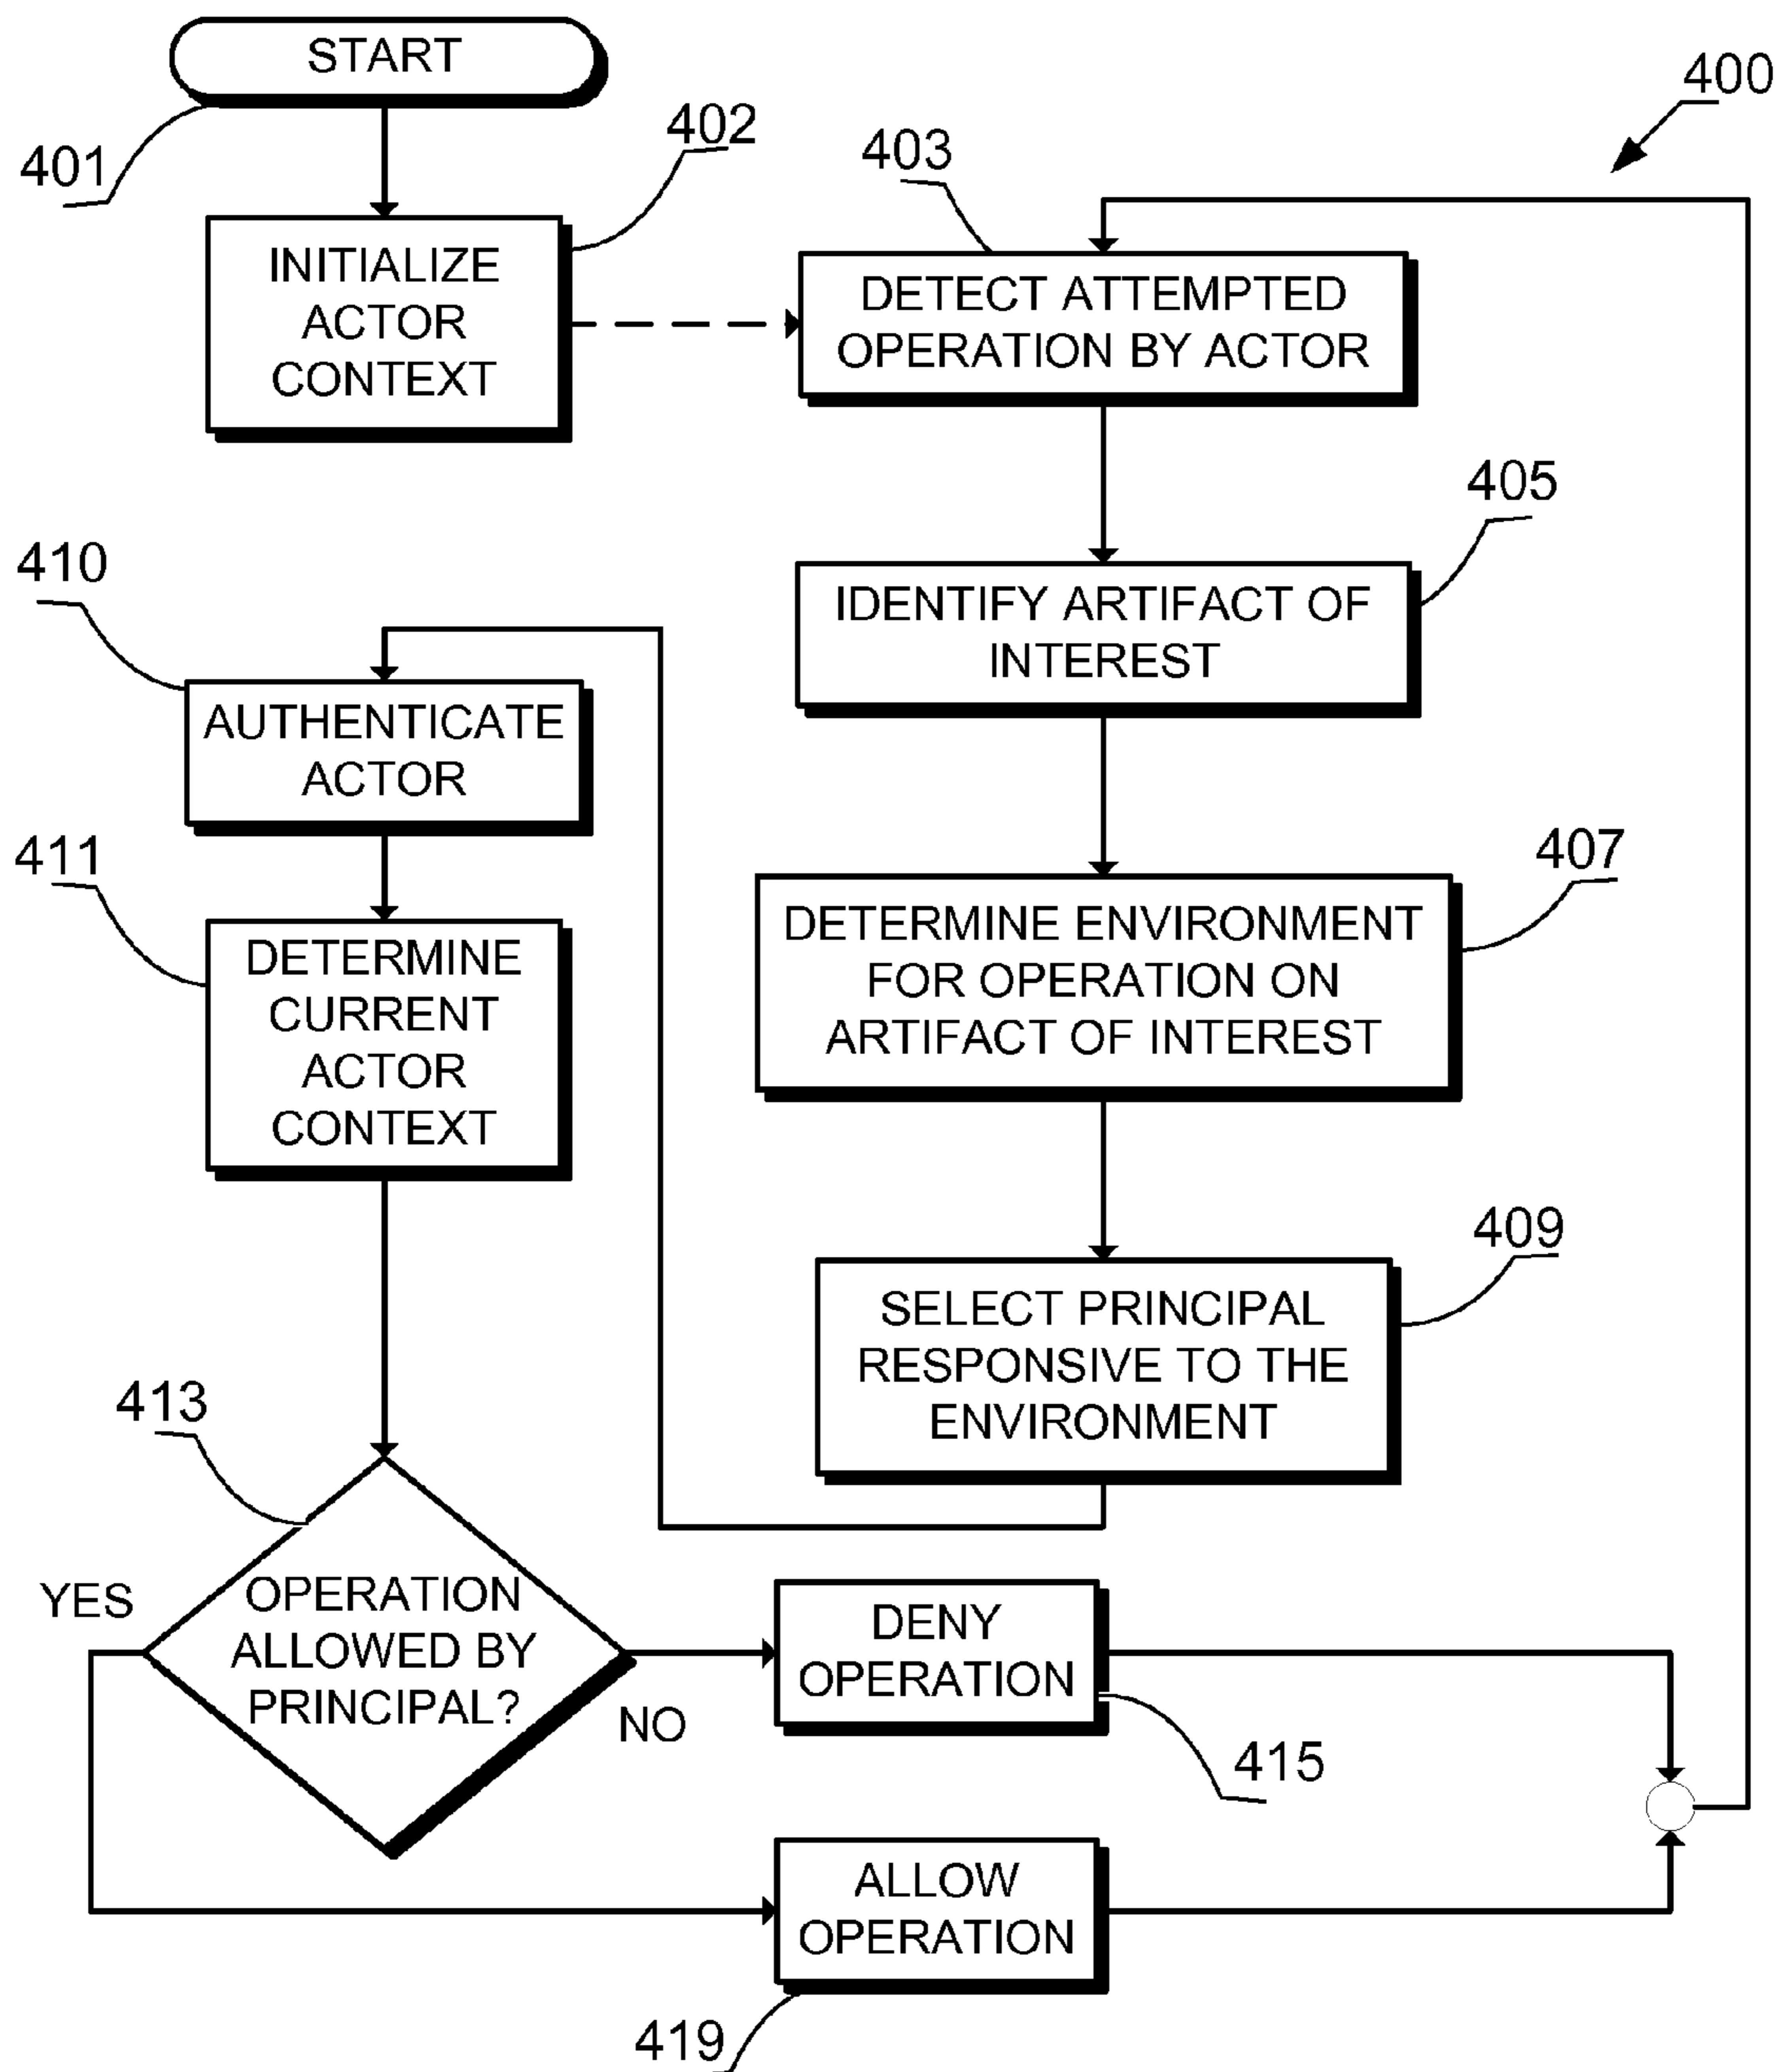 START
400
401
402
403
INITIALIZE
ACTOR
CONTEXT
DETECT ATTEMPTED
OPERATION BY ACTOR
405
IDENTIFY ARTIFACT OF
INTEREST
407
DETERMINE ENVIRONMENT
FOR OPERATION ON
ARTIFACT OF INTEREST
409
SELECT PRINCIPAL
RESPONSIVE TO THE
ENVIRONMENT
410
AUTHENTICATE
ACTOR
411
DETERMINE
CURRENT
ACTOR
CONTEXT
413
OPERATION
ALLOWED BY
PRINCIPAL?
YES
NO
DENY
OPERATION
415
ALLOW
OPERATION
419